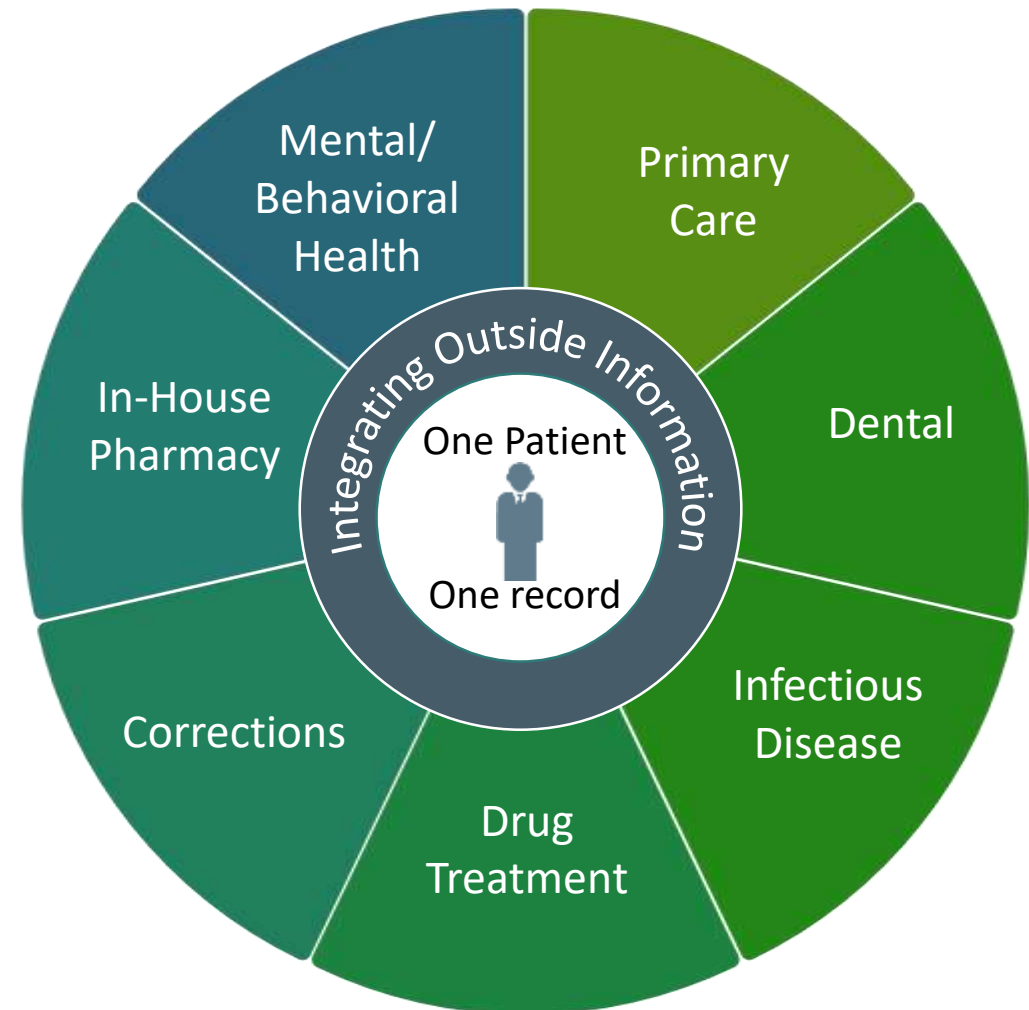 Mental/
Behavioral
Health
Primary
Care
Dental
Infectious
Disease
Drug
Treatment
Corrections
In-House
Pharmacy
Integrating Outside Information
One Patient
One record